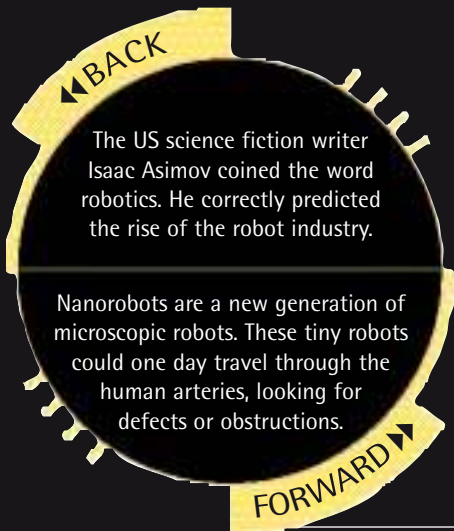 BACK
The US science fiction writer
Isaac Asimov coined the word
robotics. He correctly predicted
the rise of the robot industry.
Nanorobots are a new generation of
microscopic robots. These tiny robots
could one day travel through the
human arteries, looking for
defects or obstructions.
FORWARD